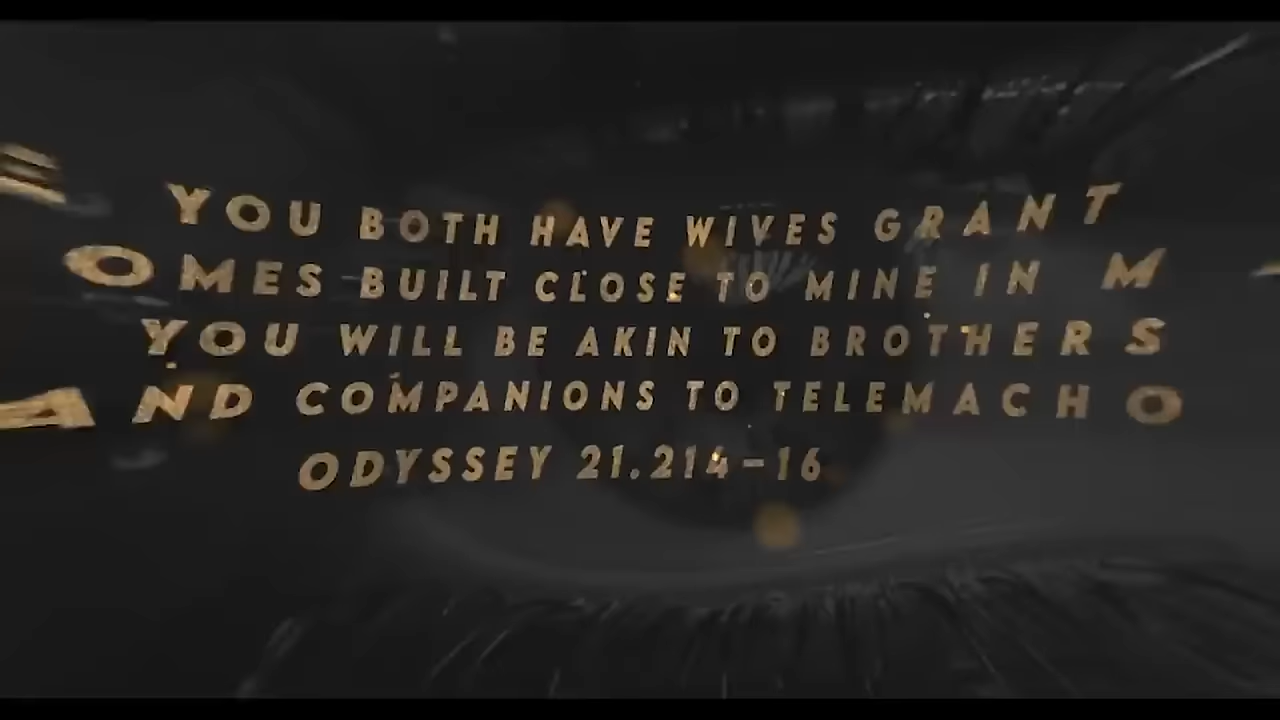 YOU BOTH HAVE WIVES GRANT
OMES BUILT CLOSE TO MINE IN M
YOU WILL BE AKIN TO BROTHERS
AND COMPANIONS TO TELEMACHO
ODYSSEY 21.214-16